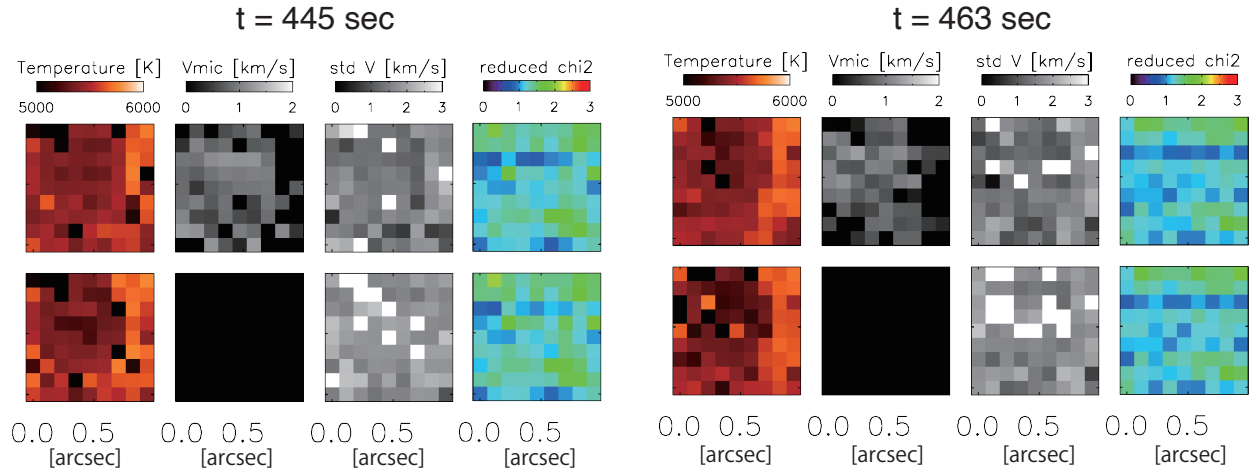 t = 445 sec
t = 463 sec
Temperature [K]
Vmic [km/s]
std V [km/s]
reduced chi2
Temperature [K]
Vmic [km/s]
std V [km/s]
reduced chi2
5000 6000
0 1 2
0 1 2 3
0 1 2 3
5000 6000
0 1 2
0 1 2 3
0 1 2 3
0.0 0.5
0.0 0.5
0.0 0.5
0.0 0.5
0.0 0.5
0.0 0.5
0.0 0.5
0.0 0.5
[arcsec]
[arcsec]
[arcsec]
[arcsec]
[arcsec]
[arcsec]
[arcsec]
[arcsec]